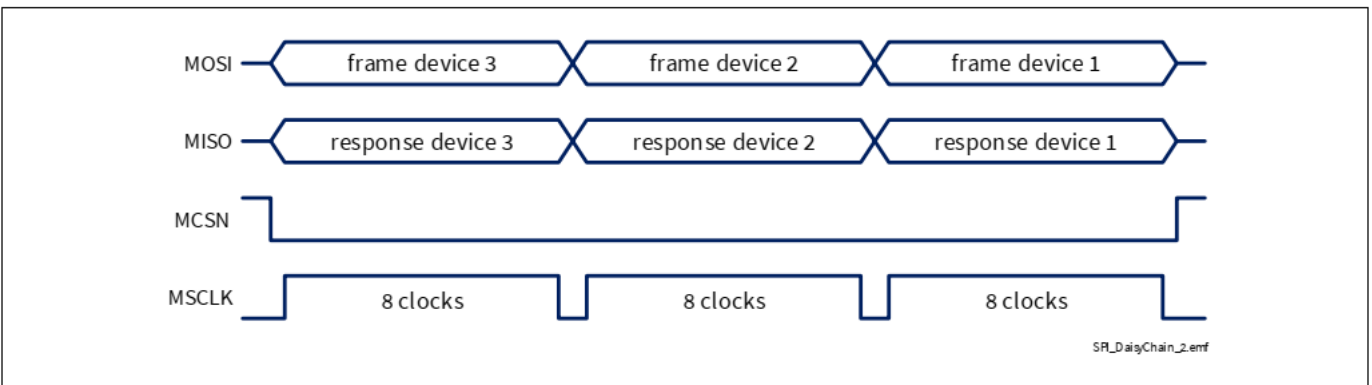 MOSI frame device 3 frame device 2 frame device 1
MISO response device 3 response device 2 response device 1
MCSN
MSCLK 8 clocks 8 clocks 8 clocks
SPI_DaisyChain_2.emf